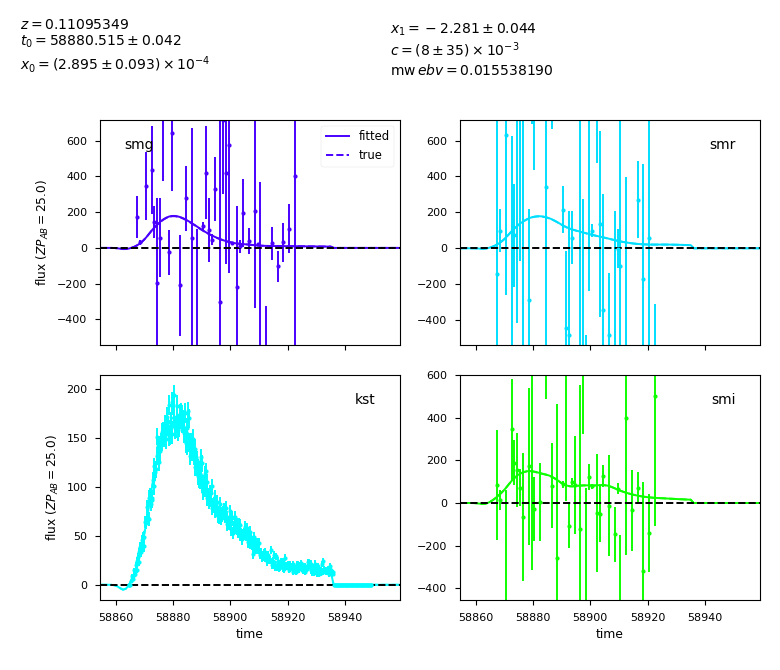 z = 0.11095349
t₀ = 58880.515 ± 0.042
x₀ = (2.895 ± 0.093) × 10⁻⁴
x₁ = −2.281 ± 0.044
c = (8 ± 35) × 10⁻³
mw ebv = 0.015538190
smg
fitted
true
600
400
200
0
−200
−400
flux (ZP_AB = 25.0)
smr
600
400
200
0
−200
−400
kst
200
150
100
50
0
flux (ZP_AB = 25.0)
58860 58880 58900 58920 58940
time
smi
600
400
200
0
−200
−400
58860 58880 58900 58920 58940
time